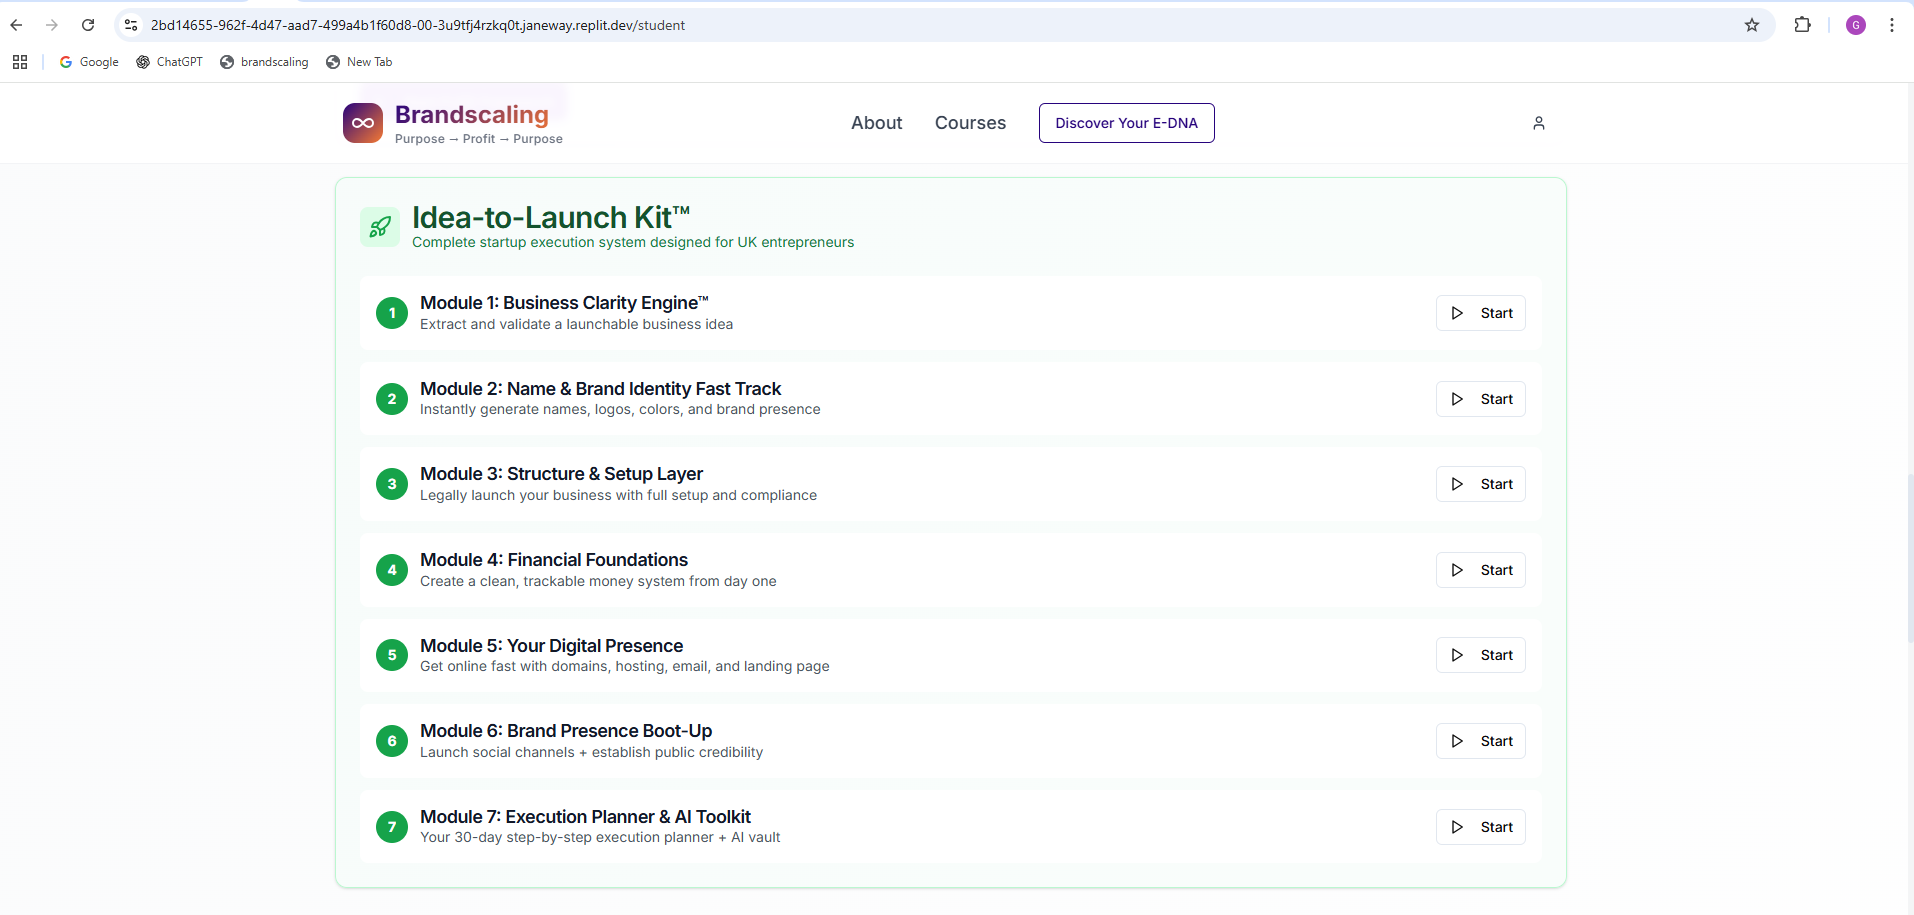 2bd14655-962f-4d47-aad7-499a4b1f60d8-00-3u9tfj4rzkq0t.janeway.replit.dev/student
G
Google
ChatGPT
brandscaling
New Tab
Brandscaling
Purpose → Profit → Purpose
About
Courses
Discover Your E-DNA
Idea-to-Launch Kit™
Complete startup execution system designed for UK entrepreneurs
1
Module 1: Business Clarity Engine™
Extract and validate a launchable business idea
Start
2
Module 2: Name & Brand Identity Fast Track
Instantly generate names, logos, colors, and brand presence
Start
3
Module 3: Structure & Setup Layer
Legally launch your business with full setup and compliance
Start
4
Module 4: Financial Foundations
Create a clean, trackable money system from day one
Start
5
Module 5: Your Digital Presence
Get online fast with domains, hosting, email, and landing page
Start
6
Module 6: Brand Presence Boot-Up
Launch social channels + establish public credibility
Start
7
Module 7: Execution Planner & AI Toolkit
Your 30-day step-by-step execution planner + AI vault
Start